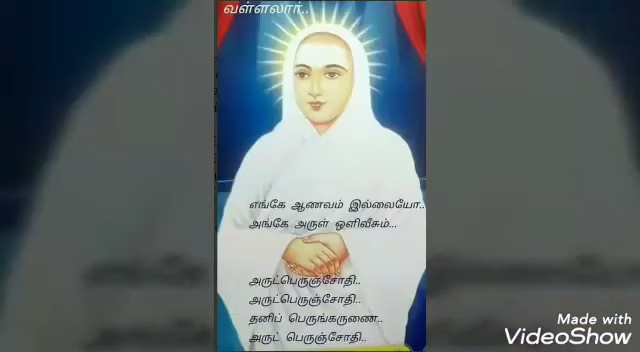 வள்ளலார்..
எங்கே ஆணவம் இல்லையோ..
அங்கே அருள் ஒளிவீசும்...
அருட்பெருஞ்சோதி..
அருட்பெருஞ்சோதி..
தனிப் பெருங்கருணை..
அருட் பெருஞ்சோதி..
Made with
VideoShow